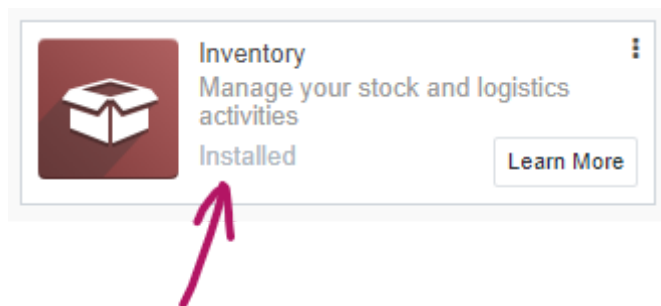 Inventory
Manage your stock and logistics
activities
Installed
Learn More